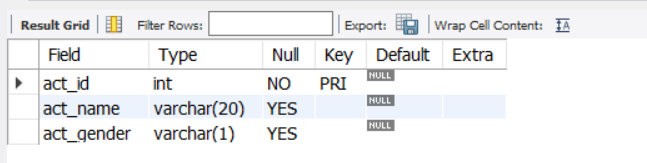 Result Grid Filter Rows: Export: Wrap Cell Content: IA
Field Type Null Key Default Extra
act_id int NO PRI NULL
act_name varchar(20) YES NULL
act_gender varchar(1) YES NULL